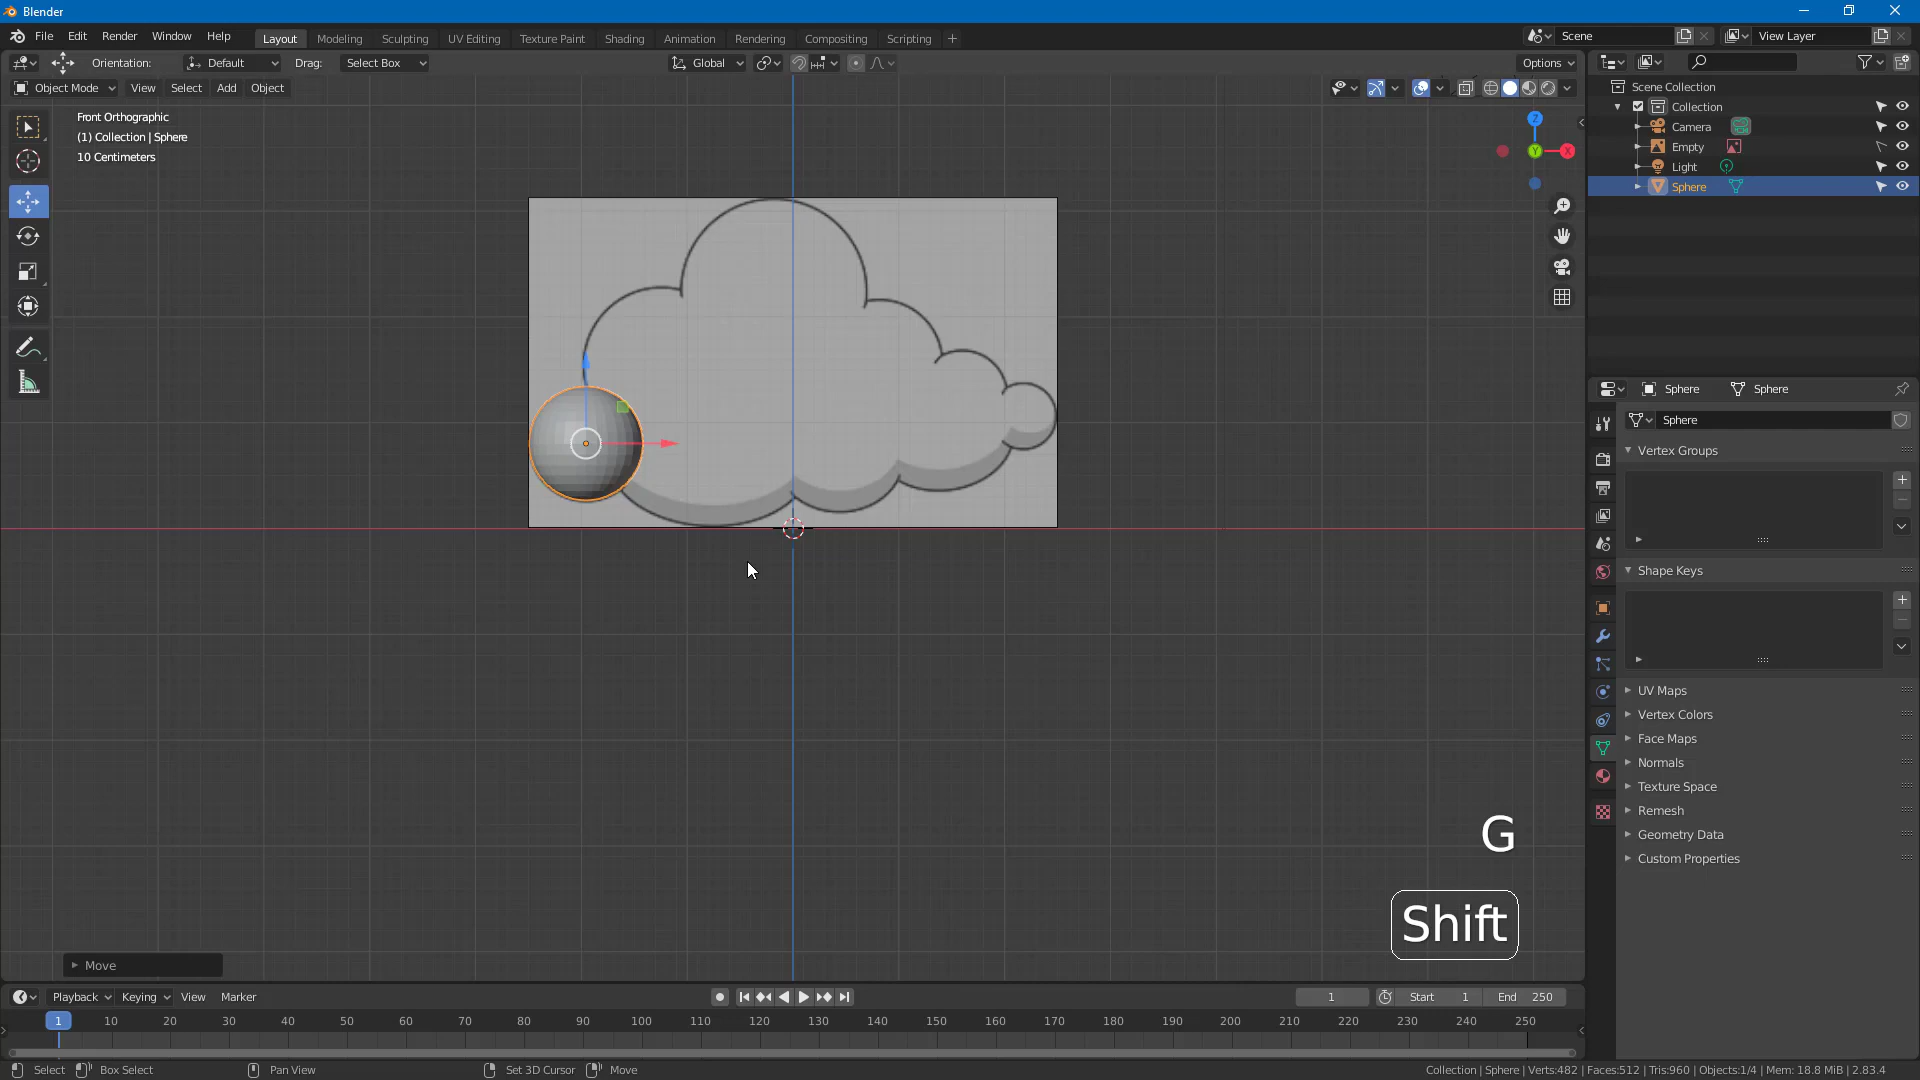 Blender
File Edit Render Window Help
Layout Modeling Sculpting UV Editing Texture Paint Shading Animation Rendering Compositing Scripting +
Scene
View Layer
Orientation: Default Drag: Select Box
Global
Options
Object Mode View Select Add Object
Front Orthographic
(1) Collection | Sphere
10 Centimeters
Z
Y
X
Scene Collection
Collection
Camera
Empty
Light
Sphere
Sphere Sphere
Sphere
Vertex Groups
Shape Keys
UV Maps
Vertex Colors
Face Maps
Normals
Texture Space
Remesh
Geometry Data
Custom Properties
G
Shift
Move
Playback Keying View Marker
1 Start 1 End 250
1 10 20 30 40 50 60 70 80 90 100 110 120 130 140 150 160 170 180 190 200 210 220 230 240 250
Select Box Select Pan View Set 3D Cursor Move
Collection | Sphere | Verts:482 | Faces:512 | Tris:960 | Objects:1/4 | Mem: 18.8 MiB | 2.83.4